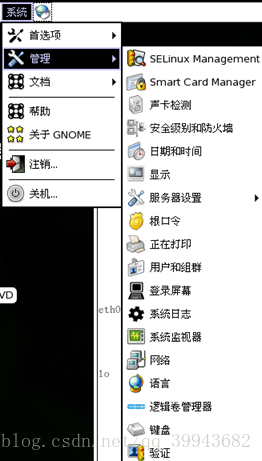 系统
首选项
管理
文档
帮助
关于 GNOME
注销...
关机...
SELinux Management
Smart Card Manager
声卡检测
安全级别和防火墙
日期和时间
显示
服务器设置
根口令
正在打印
用户和组群
登录屏幕
系统日志
系统监视器
网络
语言
逻辑卷管理器
键盘
验证
VD
eth0
lo
blog.csdn.net/qq_39943682